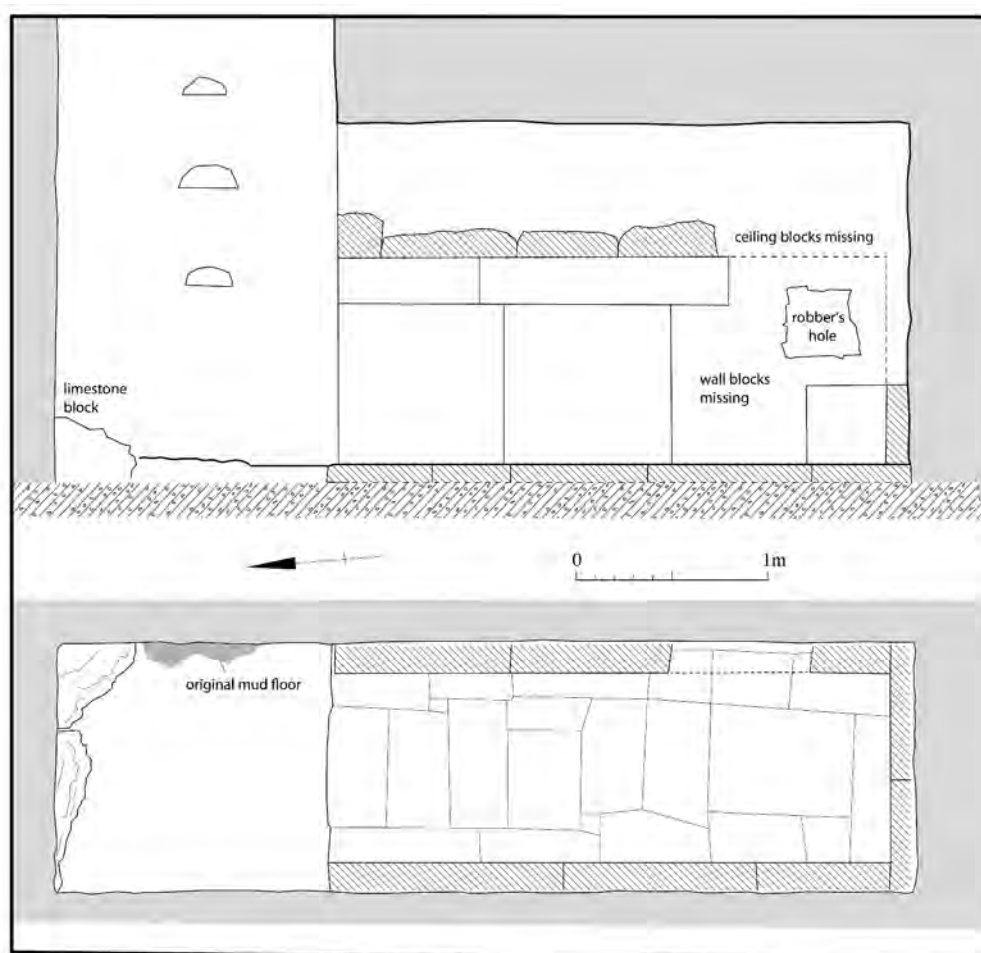 ceiling blocks missing
robber's
hole
limestone
block
wall blocks
missing
0 1m
original mud floor